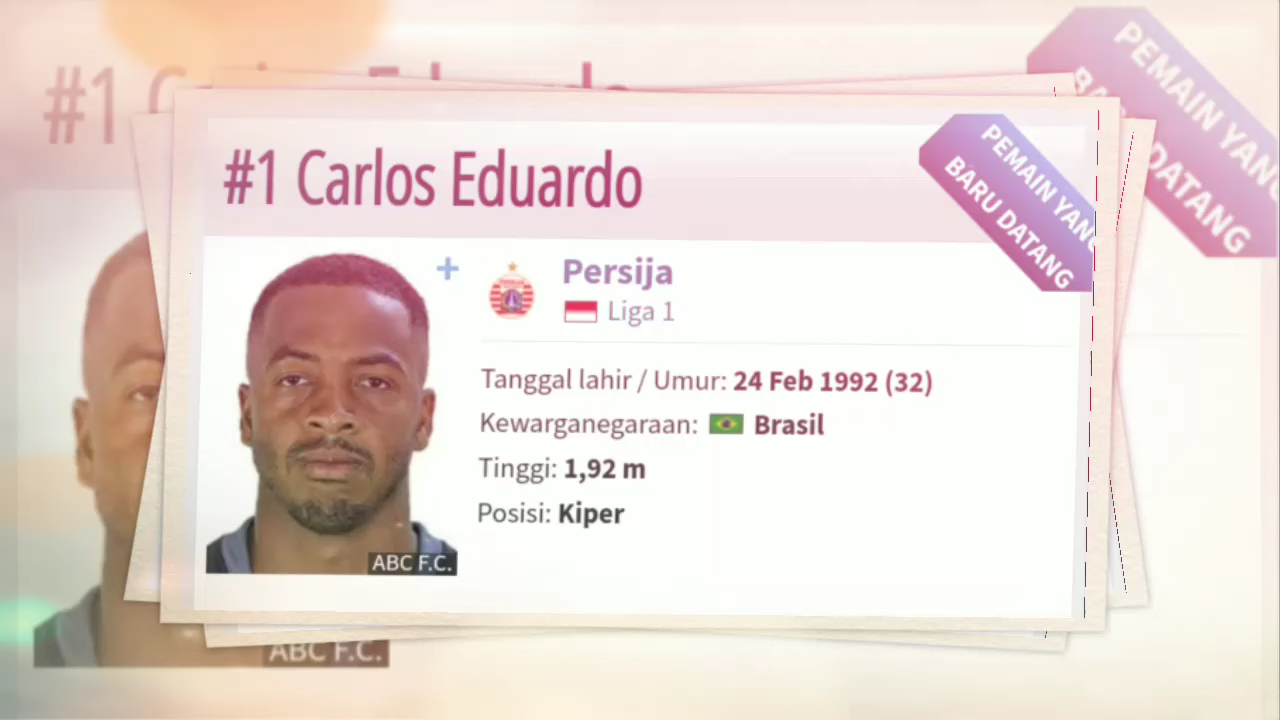 #1 Carlos Eduardo
PEMAIN YANG
BARU DATANG
Persija
Liga 1
Tanggal lahir / Umur: 24 Feb 1992 (32)
Kewarganegaraan: Brasil
Tinggi: 1,92 m
Posisi: Kiper
ABC F.C.
#1 C
PEMAIN YANG
DATANG
ABC F.C.